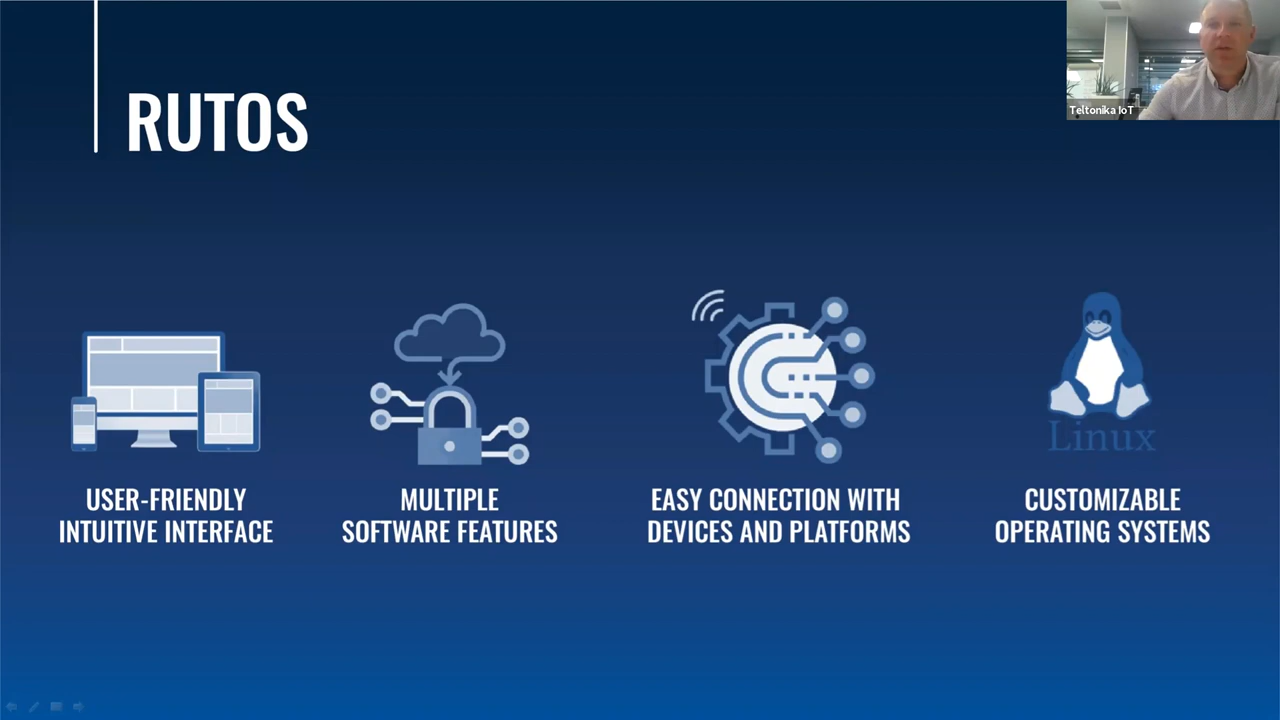 RUTOS
Teltonika IoT
Linux
USER-FRIENDLY
INTUITIVE INTERFACE
MULTIPLE
SOFTWARE FEATURES
EASY CONNECTION WITH
DEVICES AND PLATFORMS
CUSTOMIZABLE
OPERATING SYSTEMS